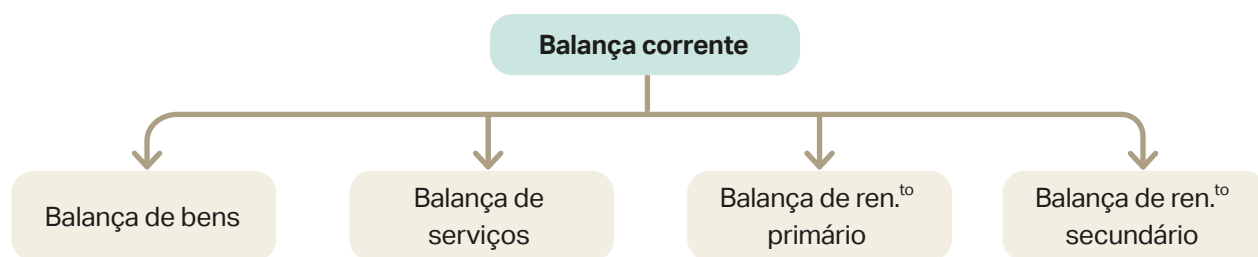 Balança corrente
Balança de bens
Balança de
serviços
Balança de ren.to
primário
Balança de ren.to
secundário